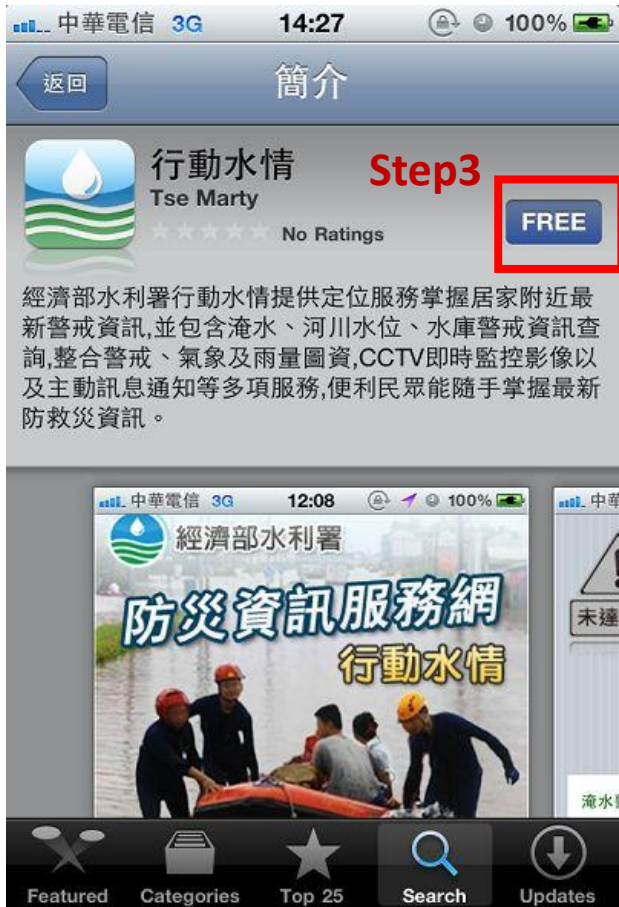 中華電信 3G 14:27 100%
返回 簡介
行動水情
Step3
Tse Marty
No Ratings
FREE
經濟部水利署行動水情提供定位服務掌握居家附近最
新警戒資訊,並包含淹水、河川水位、水庫警戒資訊查
詢,整合警戒、氣象及雨量圖資,CCTV即時監控影像以
及主動訊息通知等多項服務,便利民眾能隨手掌握最新
防救災資訊。
中華電信 3G 12:08 100%
經濟部水利署
防災資訊服務網
行動水情
中華
未達
淹水
Featured Categories Top 25 Search Updates